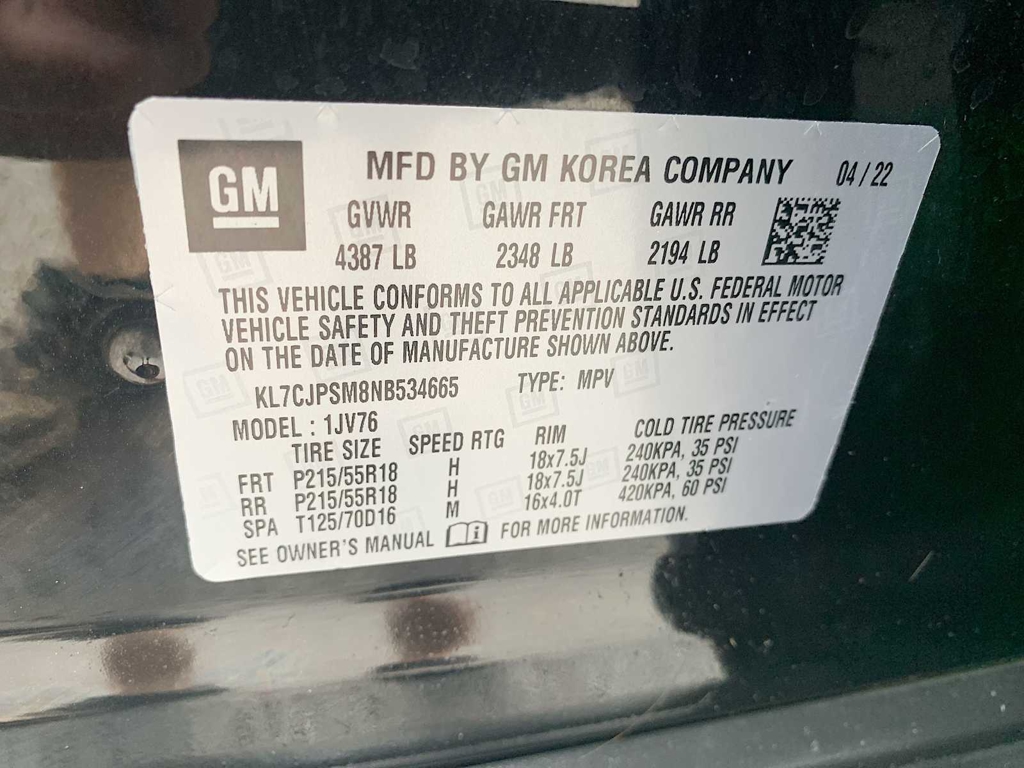 GM
MFD BY GM KOREA COMPANY 04/22
GVWR GAWR FRT GAWR RR
4387 LB 2348 LB 2194 LB
THIS VEHICLE CONFORMS TO ALL APPLICABLE U.S. FEDERAL MOTOR
VEHICLE SAFETY AND THEFT PREVENTION STANDARDS IN EFFECT
ON THE DATE OF MANUFACTURE SHOWN ABOVE.
KL7CJPSM8NB534665 TYPE: MPV
MODEL : 1JV76
TIRE SIZE SPEED RTG RIM COLD TIRE PRESSURE
FRT P215/55R18 H 18x7.5J 240KPA, 35 PSI
RR P215/55R18 H 18x7.5J 240KPA, 35 PSI
SPA T125/70D16 M 16x4.0T 420KPA, 60 PSI
SEE OWNER'S MANUAL FOR MORE INFORMATION.